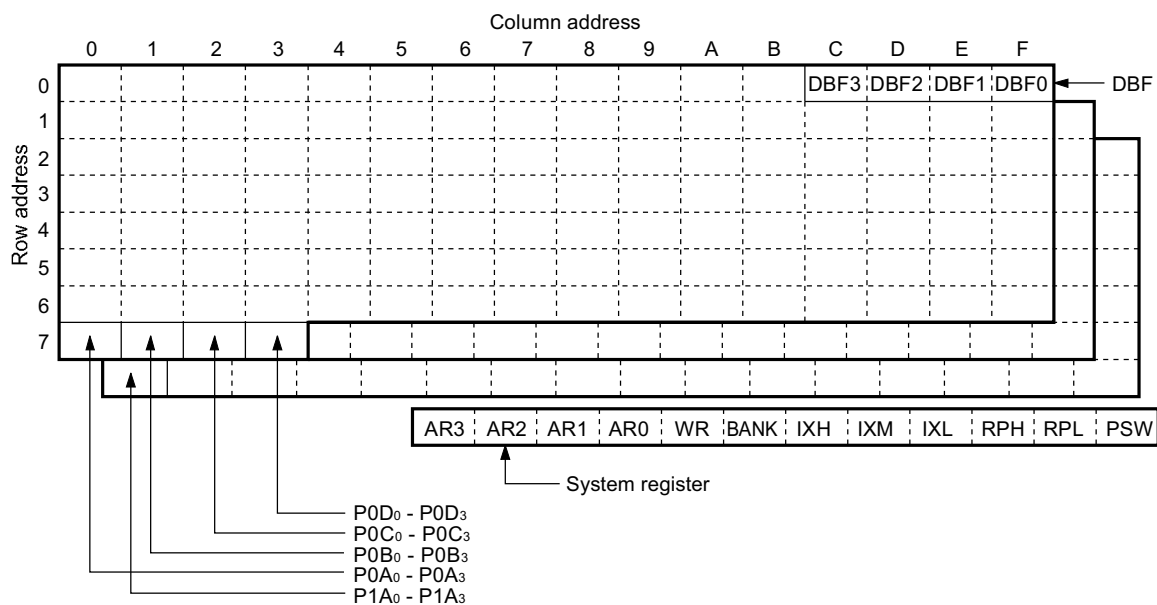 Column address
0 1 2 3 4 5 6 7 8 9 A B C D E F
Row address
0 DBF3 DBF2 DBF1 DBF0 DBF
1
2
3
4
5
6
7
AR3 AR2 AR1 AR0 WR BANK IXH IXM IXL RPH RPL PSW
System register
P0D₀ - P0D₃
P0C₀ - P0C₃
P0B₀ - P0B₃
P0A₀ - P0A₃
P1A₀ - P1A₃